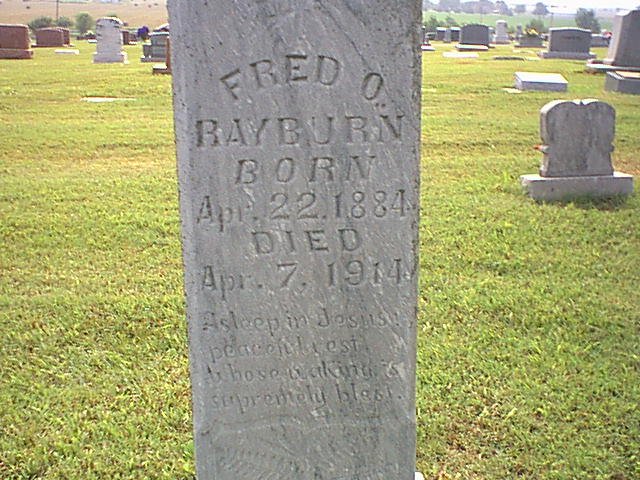 FRED O.
RAYBURN
BORN
Apr. 22, 1884
DIED
Apr. 7, 1914
Asleep in Jesus:
peaceful rest
Whose waking is
supremely blest.